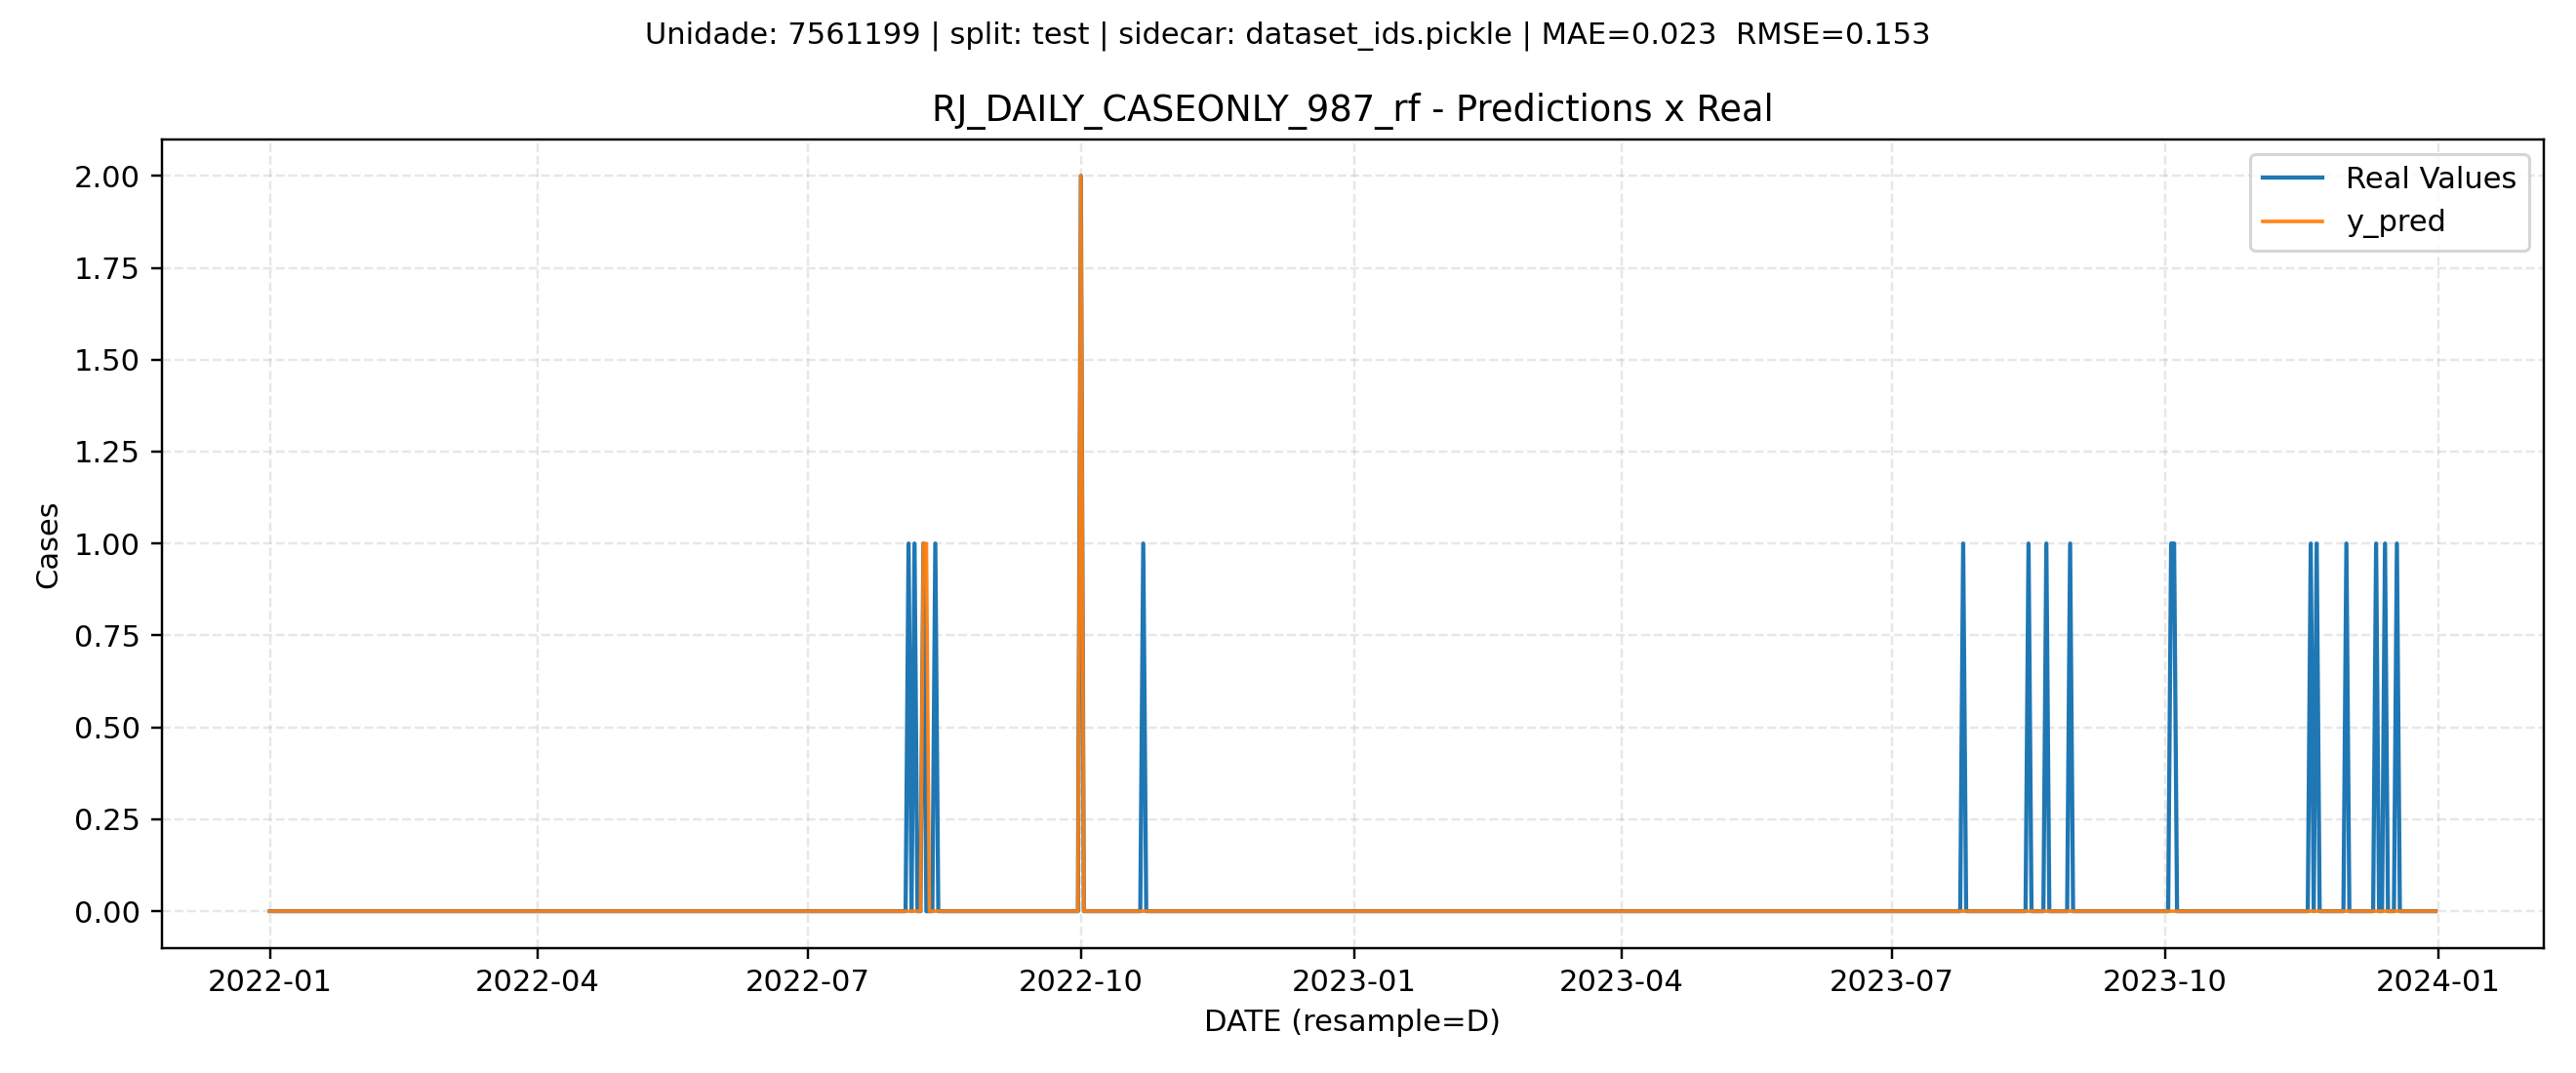 Unidade: 7561199 | split: test | sidecar: dataset_ids.pickle | MAE=0.023  RMSE=0.153
RJ_DAILY_CASEONLY_987_rf - Predictions x Real
Real Values
y_pred
2.00
1.75
1.50
1.25
1.00
0.75
0.50
0.25
0.00
Cases
2022-01 2022-04 2022-07 2022-10 2023-01 2023-04 2023-07 2023-10 2024-01
DATE (resample=D)